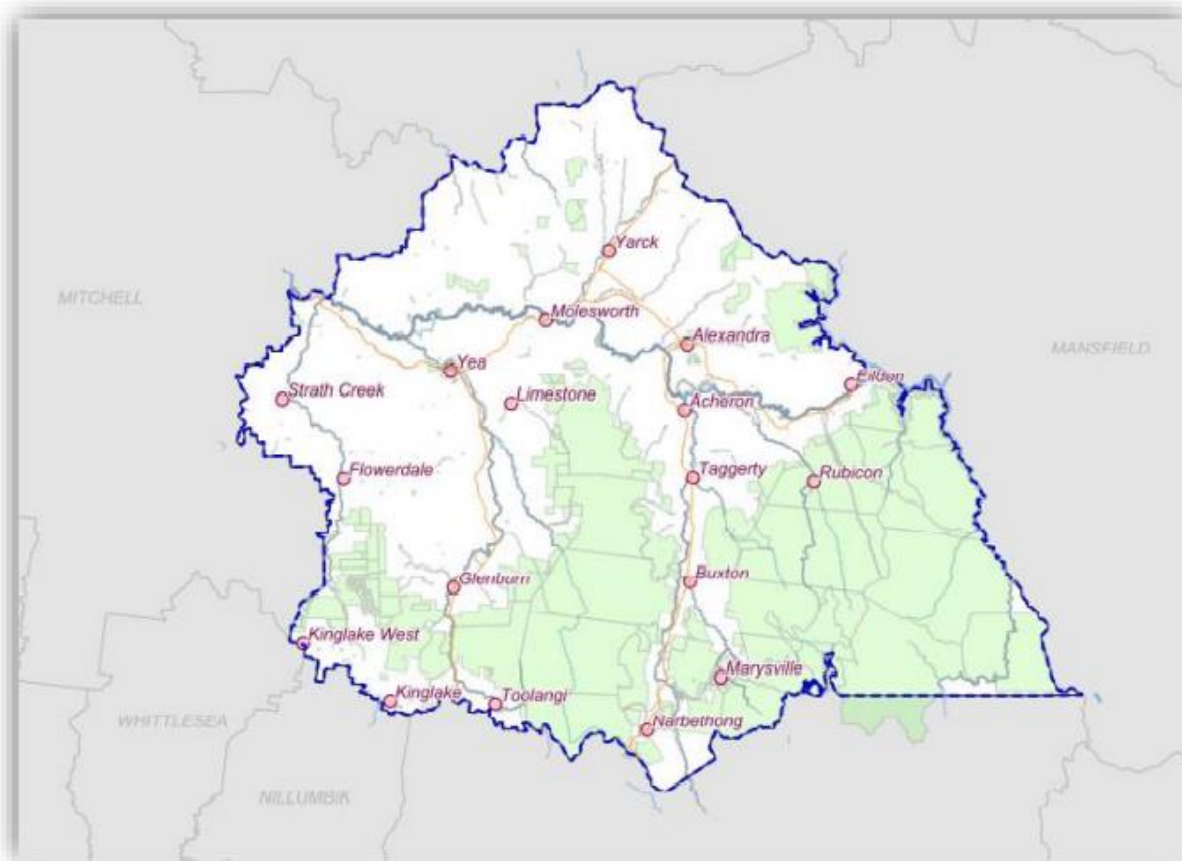 Yarck
MITCHELL
Molesworth
Alexandra
MANSFIELD
Yea
Eildon
Strath Creek
Limestone
Acheron
Flowerdale
Taggerty
Rubicon
Buxton
Glenburn
Kinglake West
Marysville
Kinglake
Toolangi
WHITTLESEA
Narbethong
NILLUMBIK